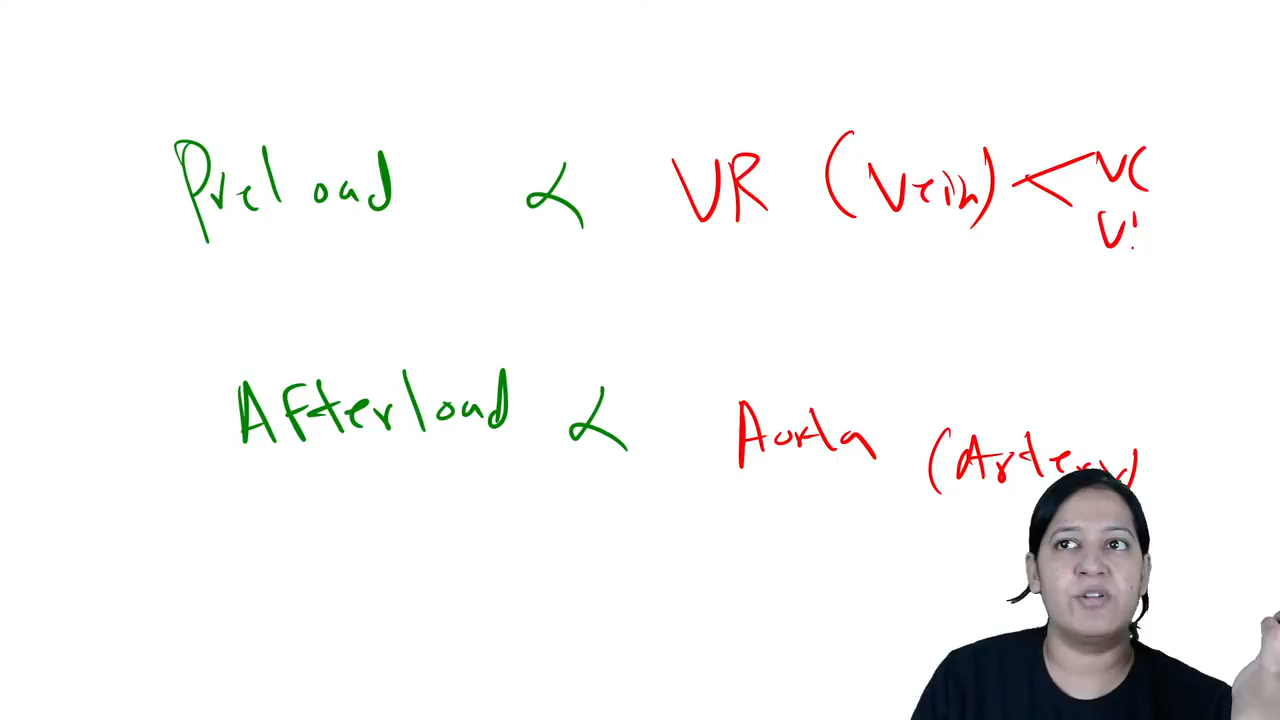 Preload ∝ VR (Vein) < VC
V
Afterload ∝ Aorta (Artery)